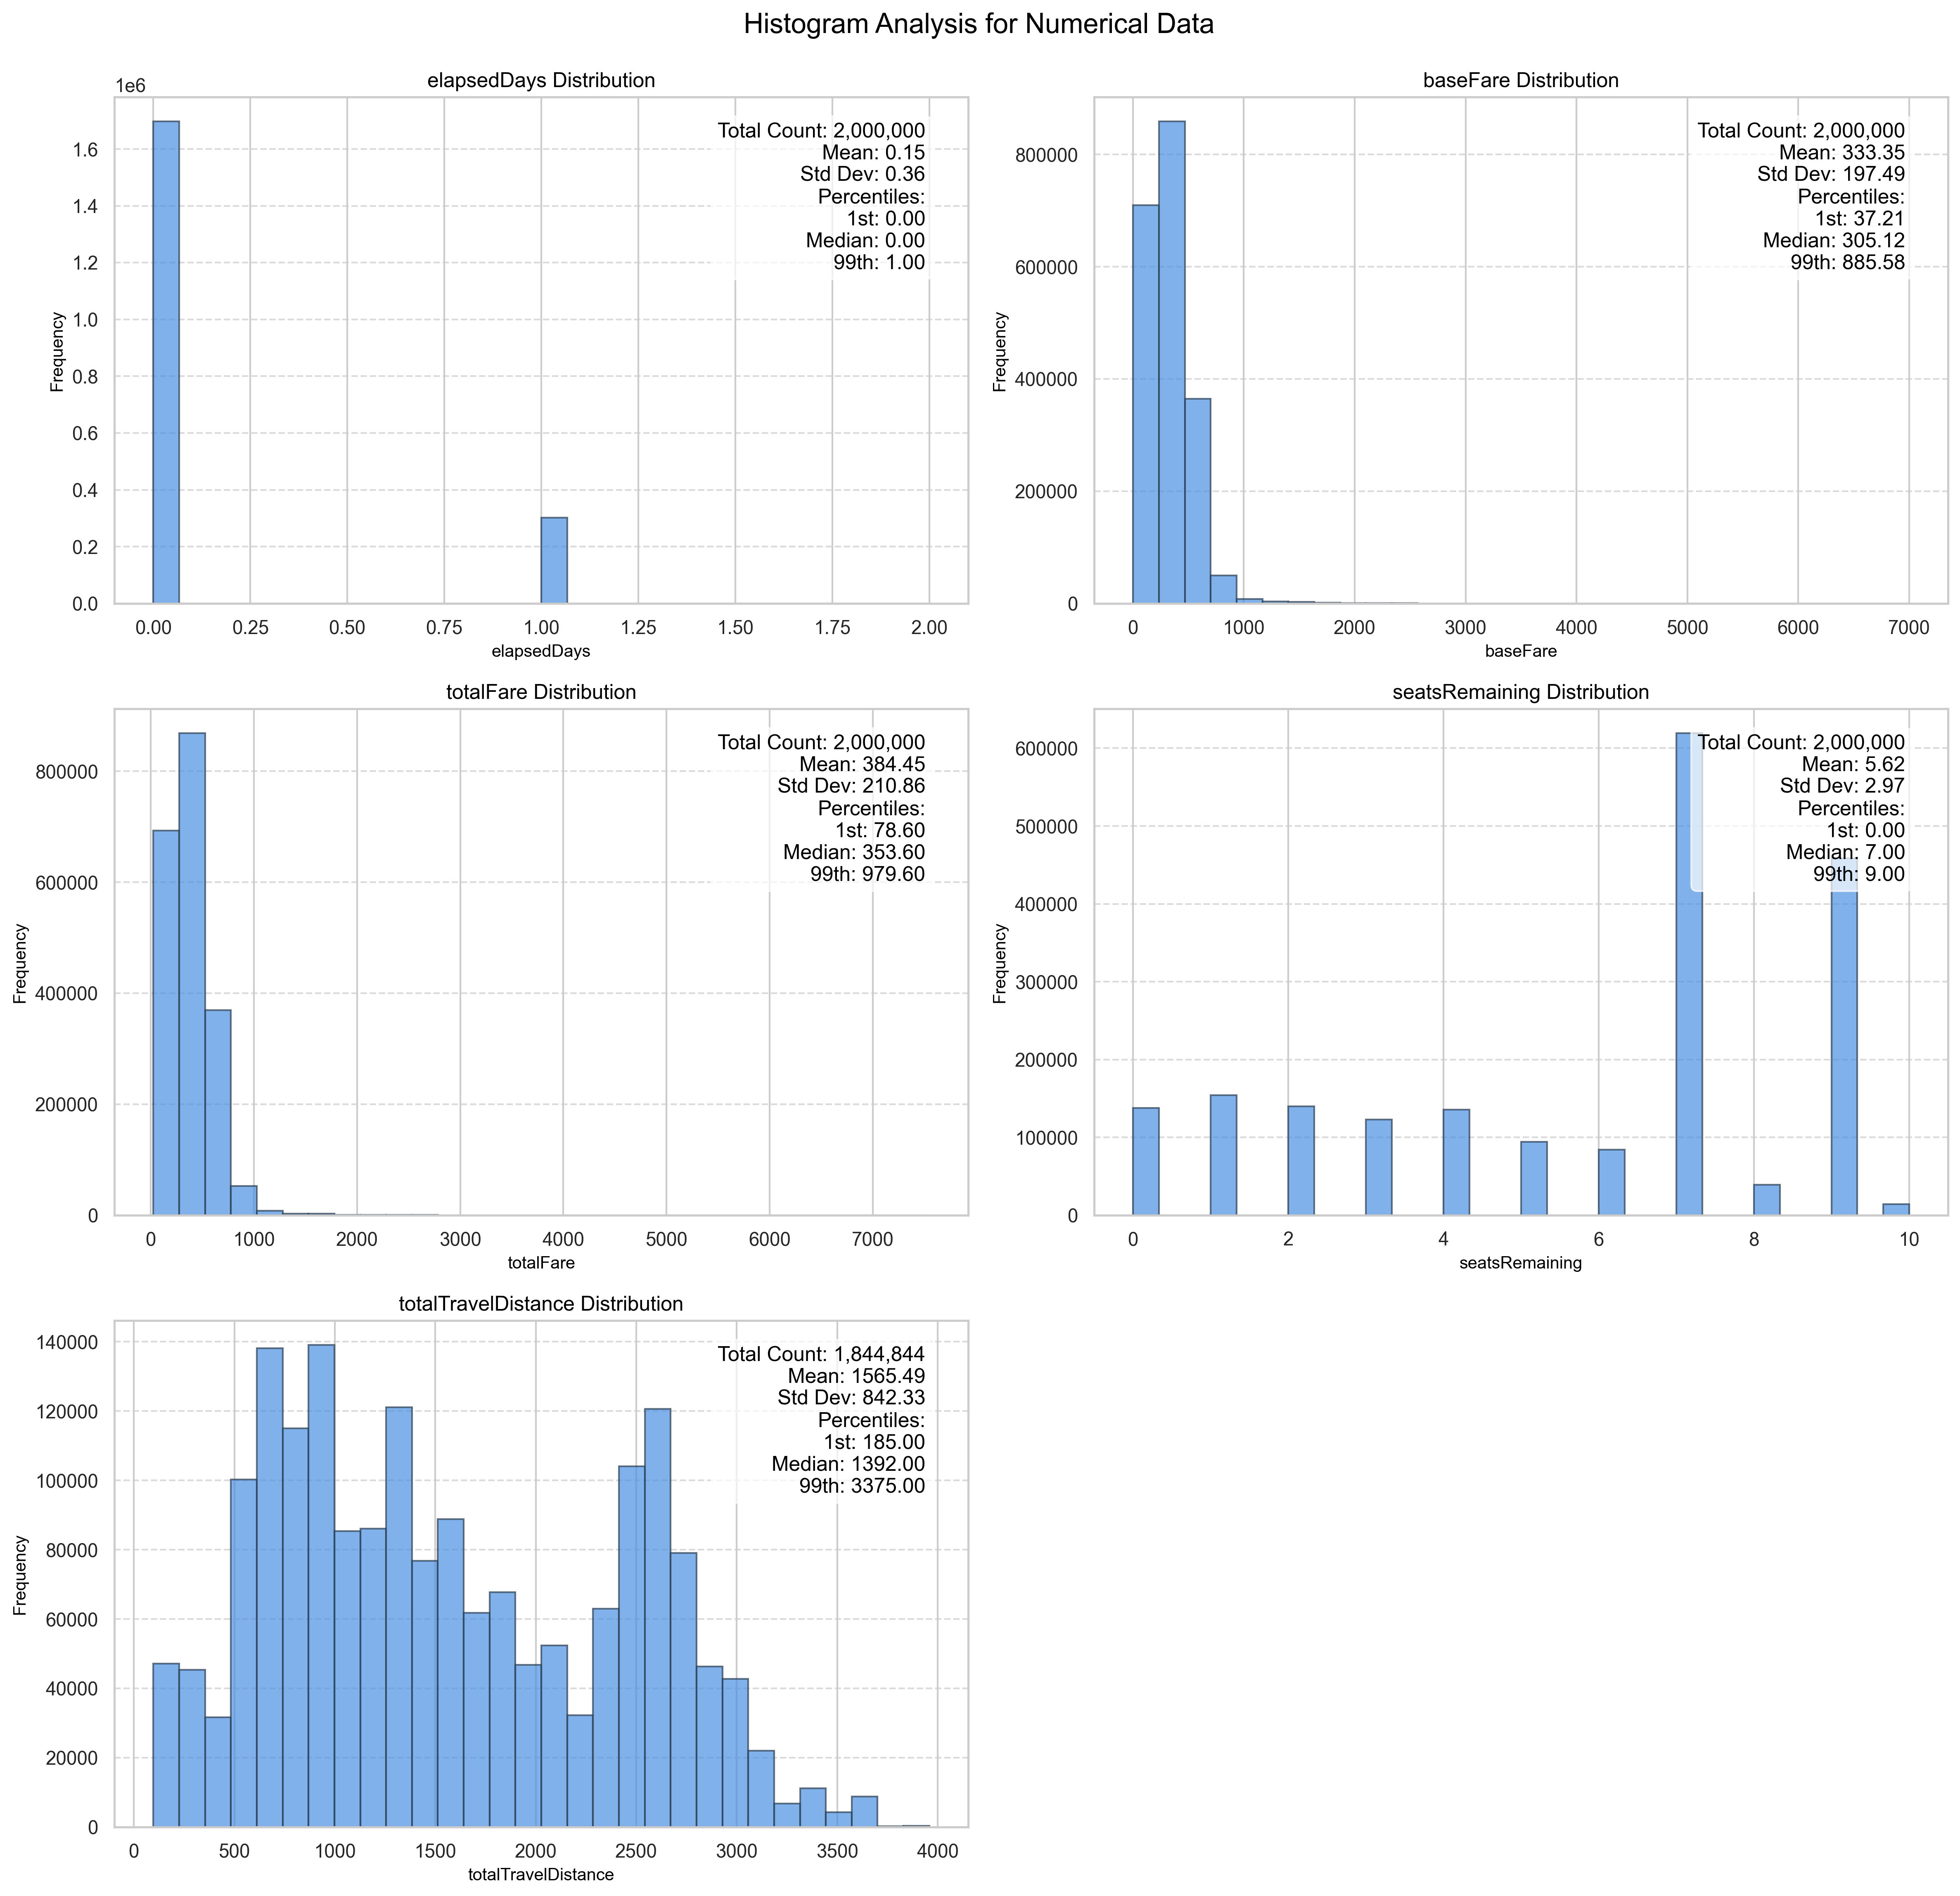 Histogram Analysis for Numerical Data
elapsedDays Distribution
1e6
Total Count: 2,000,000
Mean: 0.15
Std Dev: 0.36
Percentiles:
1st: 0.00
Median: 0.00
99th: 1.00
1.6
1.4
1.2
1.0
0.8
0.6
0.4
0.2
0.0
Frequency
0.00 0.25 0.50 0.75 1.00 1.25 1.50 1.75 2.00
elapsedDays
baseFare Distribution
Total Count: 2,000,000
Mean: 333.35
Std Dev: 197.49
Percentiles:
1st: 37.21
Median: 305.12
99th: 885.58
800000
600000
400000
200000
0
Frequency
0 1000 2000 3000 4000 5000 6000 7000
baseFare
totalFare Distribution
Total Count: 2,000,000
Mean: 384.45
Std Dev: 210.86
Percentiles:
1st: 78.60
Median: 353.60
99th: 979.60
800000
600000
400000
200000
0
Frequency
0 1000 2000 3000 4000 5000 6000 7000
totalFare
seatsRemaining Distribution
Total Count: 2,000,000
Mean: 5.62
Std Dev: 2.97
Percentiles:
1st: 0.00
Median: 7.00
99th: 9.00
600000
500000
400000
300000
200000
100000
0
Frequency
0 2 4 6 8 10
seatsRemaining
totalTravelDistance Distribution
Total Count: 1,844,844
Mean: 1565.49
Std Dev: 842.33
Percentiles:
1st: 185.00
Median: 1392.00
99th: 3375.00
140000
120000
100000
80000
60000
40000
20000
0
Frequency
0 500 1000 1500 2000 2500 3000 3500 4000
totalTravelDistance